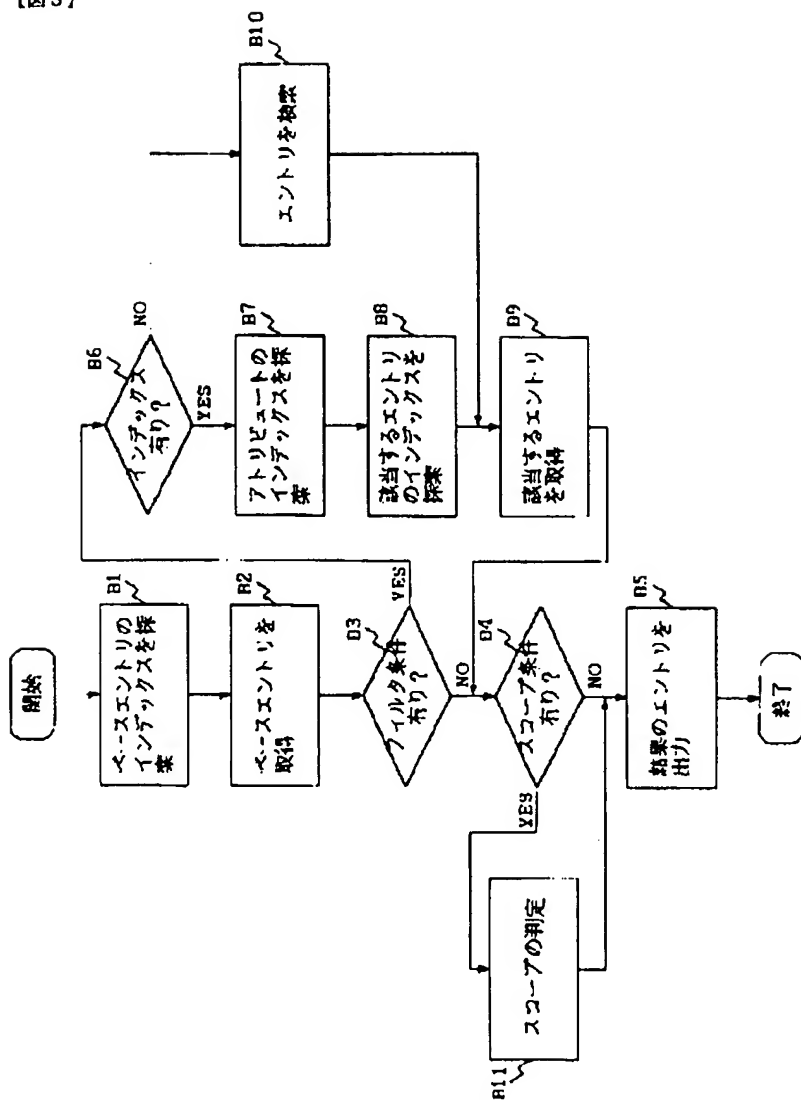 【図3】
開始
B1
ベースエントリの
インデックスを探
索
B2
ベースエントリを
取得
B3
フィルタ条件
有り?
YES
NO
B4
スコープ条件
有り?
YES
NO
B5
結果のエントリを
出力
終了
B6
インデックス
有り?
NO
YES
B7
アトリビュートの
インデックスを探
索
B8
該当するエントリ
のインデックスを
探索
B9
該当するエントリ
を取得
B10
エントリを検索
スコープの判定
B11